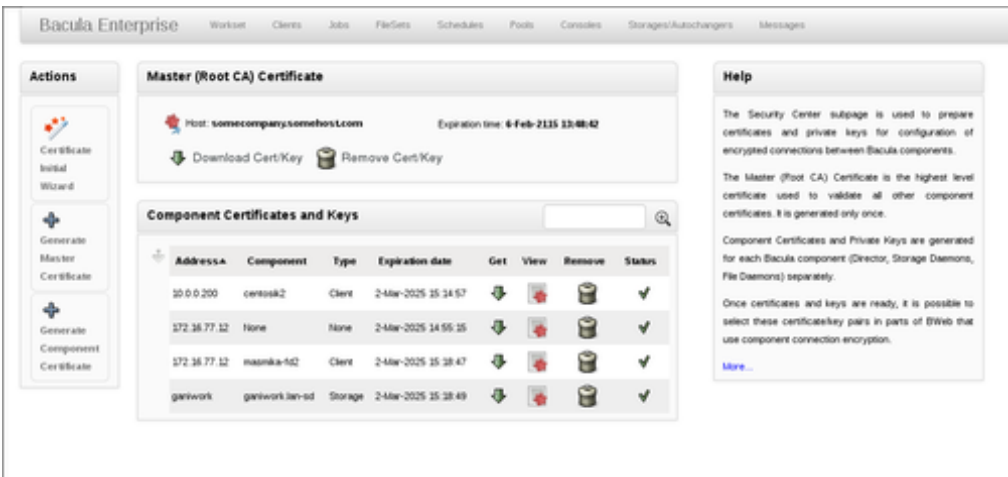 Bacula Enterprise Workset Clients Jobs FileSets Schedules Pools Consoles Storages/Autochangers Messages
Actions
Certificate
Initial
Wizard
Generate
Master
Certificate
Generate
Component
Certificate
Master (Root CA) Certificate
Host: somecompany.somehost.com Expiration time: 6-Feb-2115 13:48:42
Download Cert/Key Remove Cert/Key
Component Certificates and Keys
Address Component Type Expiration date Get View Remove Status
10.0.0.200 centosik2 Client 2-Mar-2025 15:14:57
172.16.77.12 None None 2-Mar-2025 14:55:15
172.16.77.12 masmika-fd2 Client 2-Mar-2025 15:18:47
ganiwork ganiwork.lan-sd Storage 2-Mar-2025 15:18:49
Help
The Security Center subpage is used to prepare
certificates and private keys for configuration of
encrypted connections between Bacula components.
The Master (Root CA) Certificate is the highest level
certificate used to validate all other component
certificates. It is generated only once.
Component Certificates and Private Keys are generated
for each Bacula component (Director, Storage Daemons,
File Daemons) separately.
Once certificates and keys are ready, it is possible to
select these certificate/key pairs in parts of BWeb that
use component connection encryption.
More...